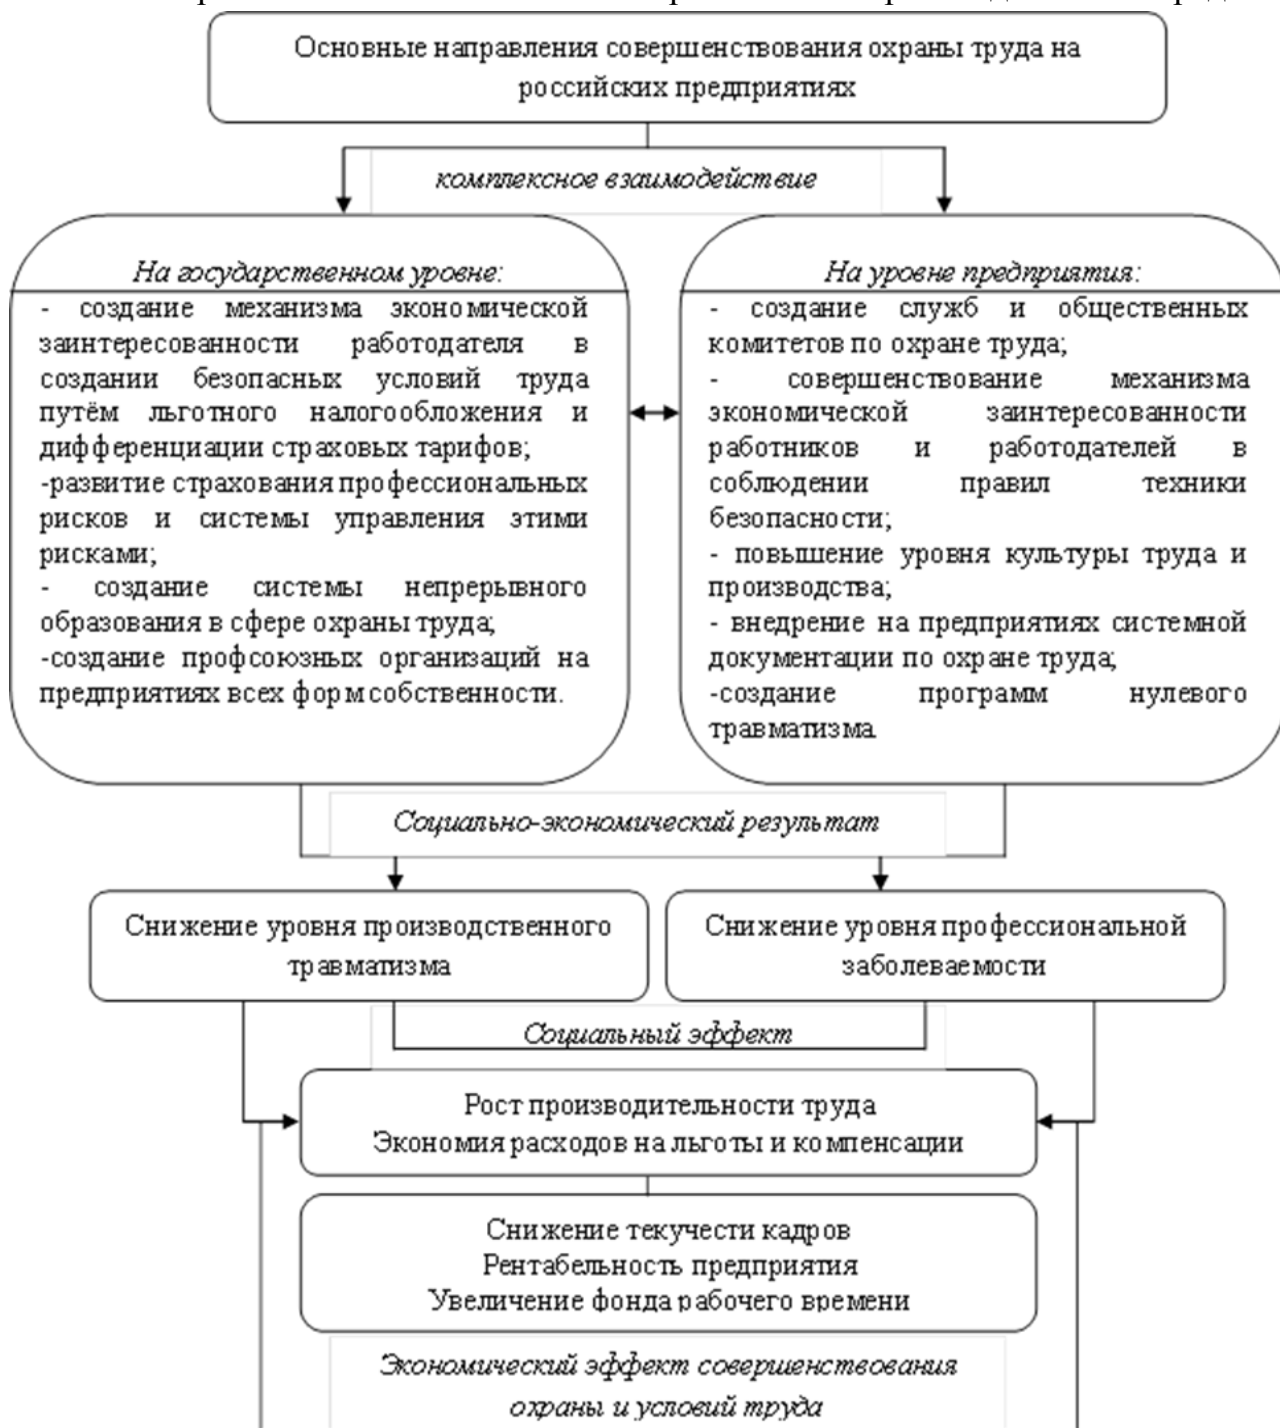 Основные направления совершенствования охраны труда на
российских предприятиях
комплексное взаимодействие
На государственном уровне:
- создание механизма экономической
заинтересованности работодателя в
создании безопасных условий труда
путём льготного налогообложения и
дифференциации страховых тарифов;
-развитие страхования профессиональных
рисков и системы управления этими
рисками;
- создание системы непрерывного
образования в сфере охраны труда;
-создание профсоюзных организаций на
предприятиях всех форм собственности.
На уровне предприятия:
- создание служб и общественных
комитетов по охране труда;
- совершенствование механизма
экономической заинтересованности
работников и работодателей в
соблюдении правил техники
безопасности;
- повышение уровня культуры труда и
производства;
- внедрение на предприятиях системной
документации по охране труда;
-создание программ нулевого
травматизма
Социально-экономический результат
Снижение уровня производственного
травматизма
Снижение уровня профессиональной
заболеваемости
Социальный эффект
Рост производительности труда
Экономия расходов на льготы и компенсации
Снижение текучести кадров
Рентабельность предприятия
Увеличение фонда рабочего времени
Экономический эффект совершенствования
охраны и условий труда